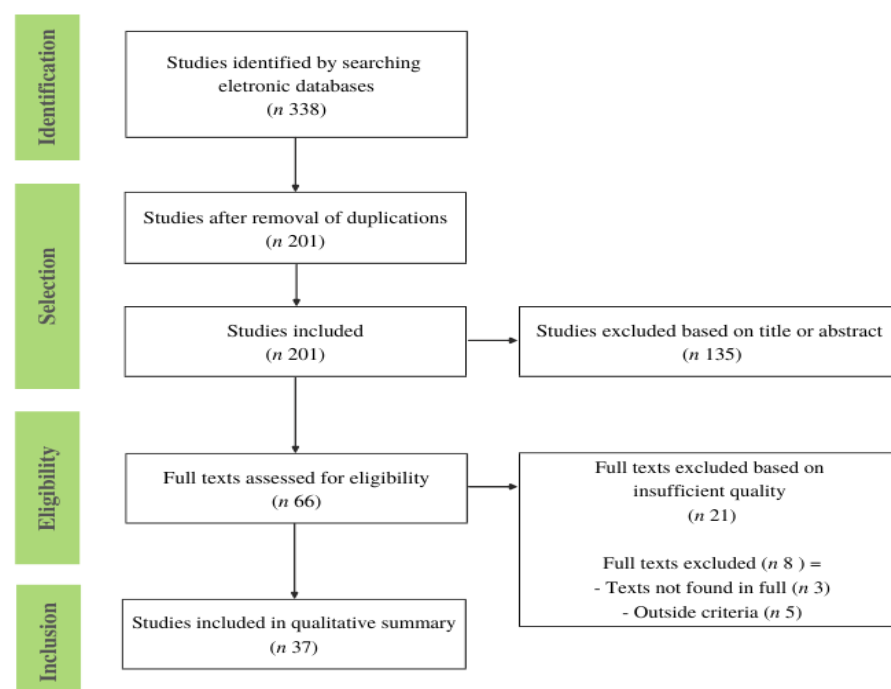 Identification
Studies identified by searching
eletronic databases
(n 338)
Selection
Studies after removal of duplications
(n 201)
Studies included
(n 201)
Studies excluded based on title or abstract
(n 135)
Eligibility
Full texts assessed for eligibility
(n 66)
Full texts excluded based on
insufficient quality
(n 21)
Full texts excluded (n 8 ) =
- Texts not found in full (n 3)
- Outside criteria (n 5)
Inclusion
Studies included in qualitative summary
(n 37)